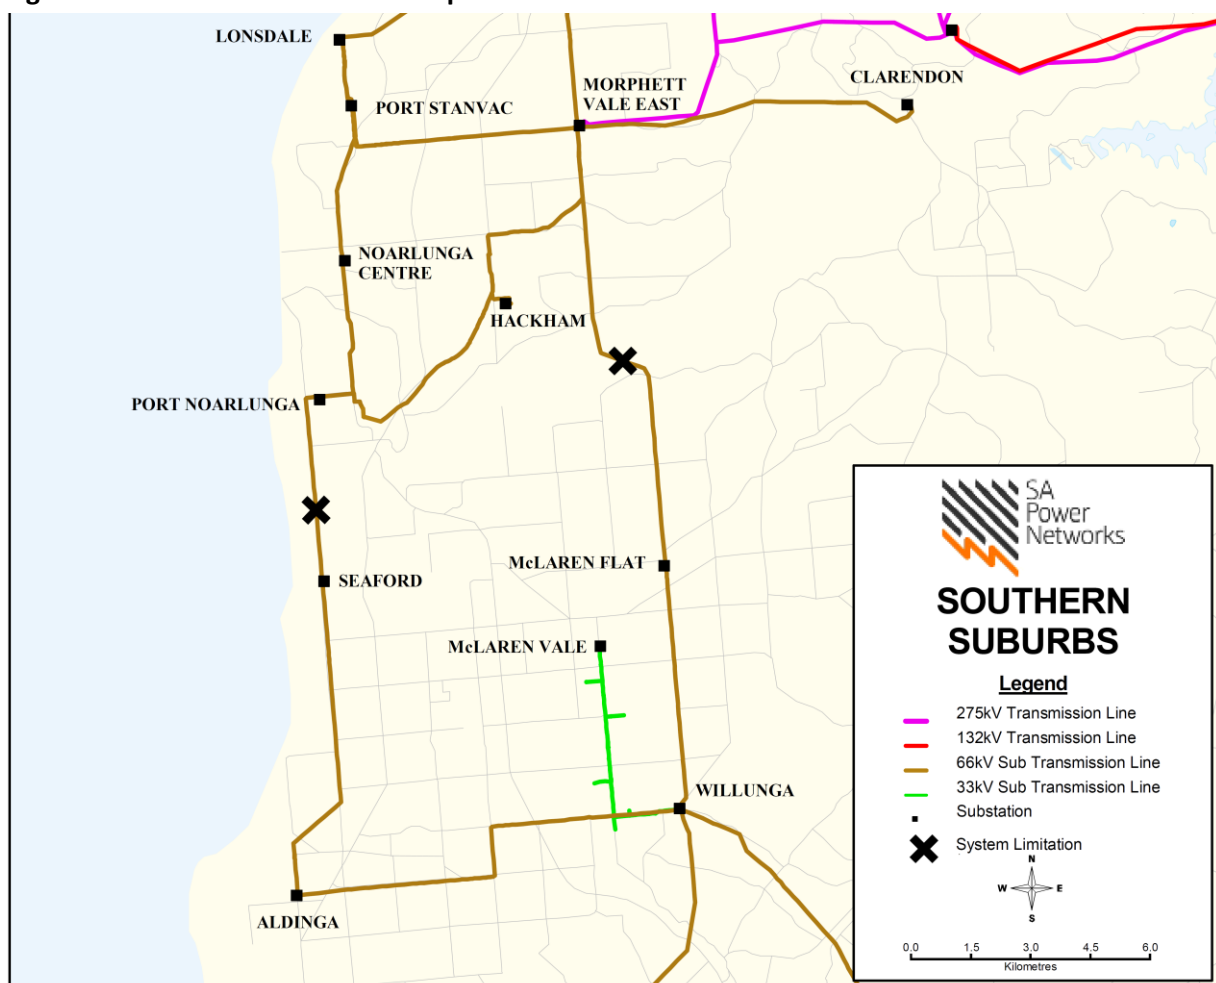 LONSDALE
PORT STANVAC
MORPHETT
VALE EAST
CLARENDON
NOARLUNGA
CENTRE
HACKHAM
PORT NOARLUNGA
SEAFORD
McLAREN FLAT
McLAREN VALE
WILLUNGA
ALDINGA
SA
Power
Networks
SOUTHERN
SUBURBS
Legend
275kV Transmission Line
132kV Transmission Line
66kV Sub Transmission Line
33kV Sub Transmission Line
Substation
System Limitation
N
W E
S
0.0 1.5 3.0 4.5 6.0
Kilometres